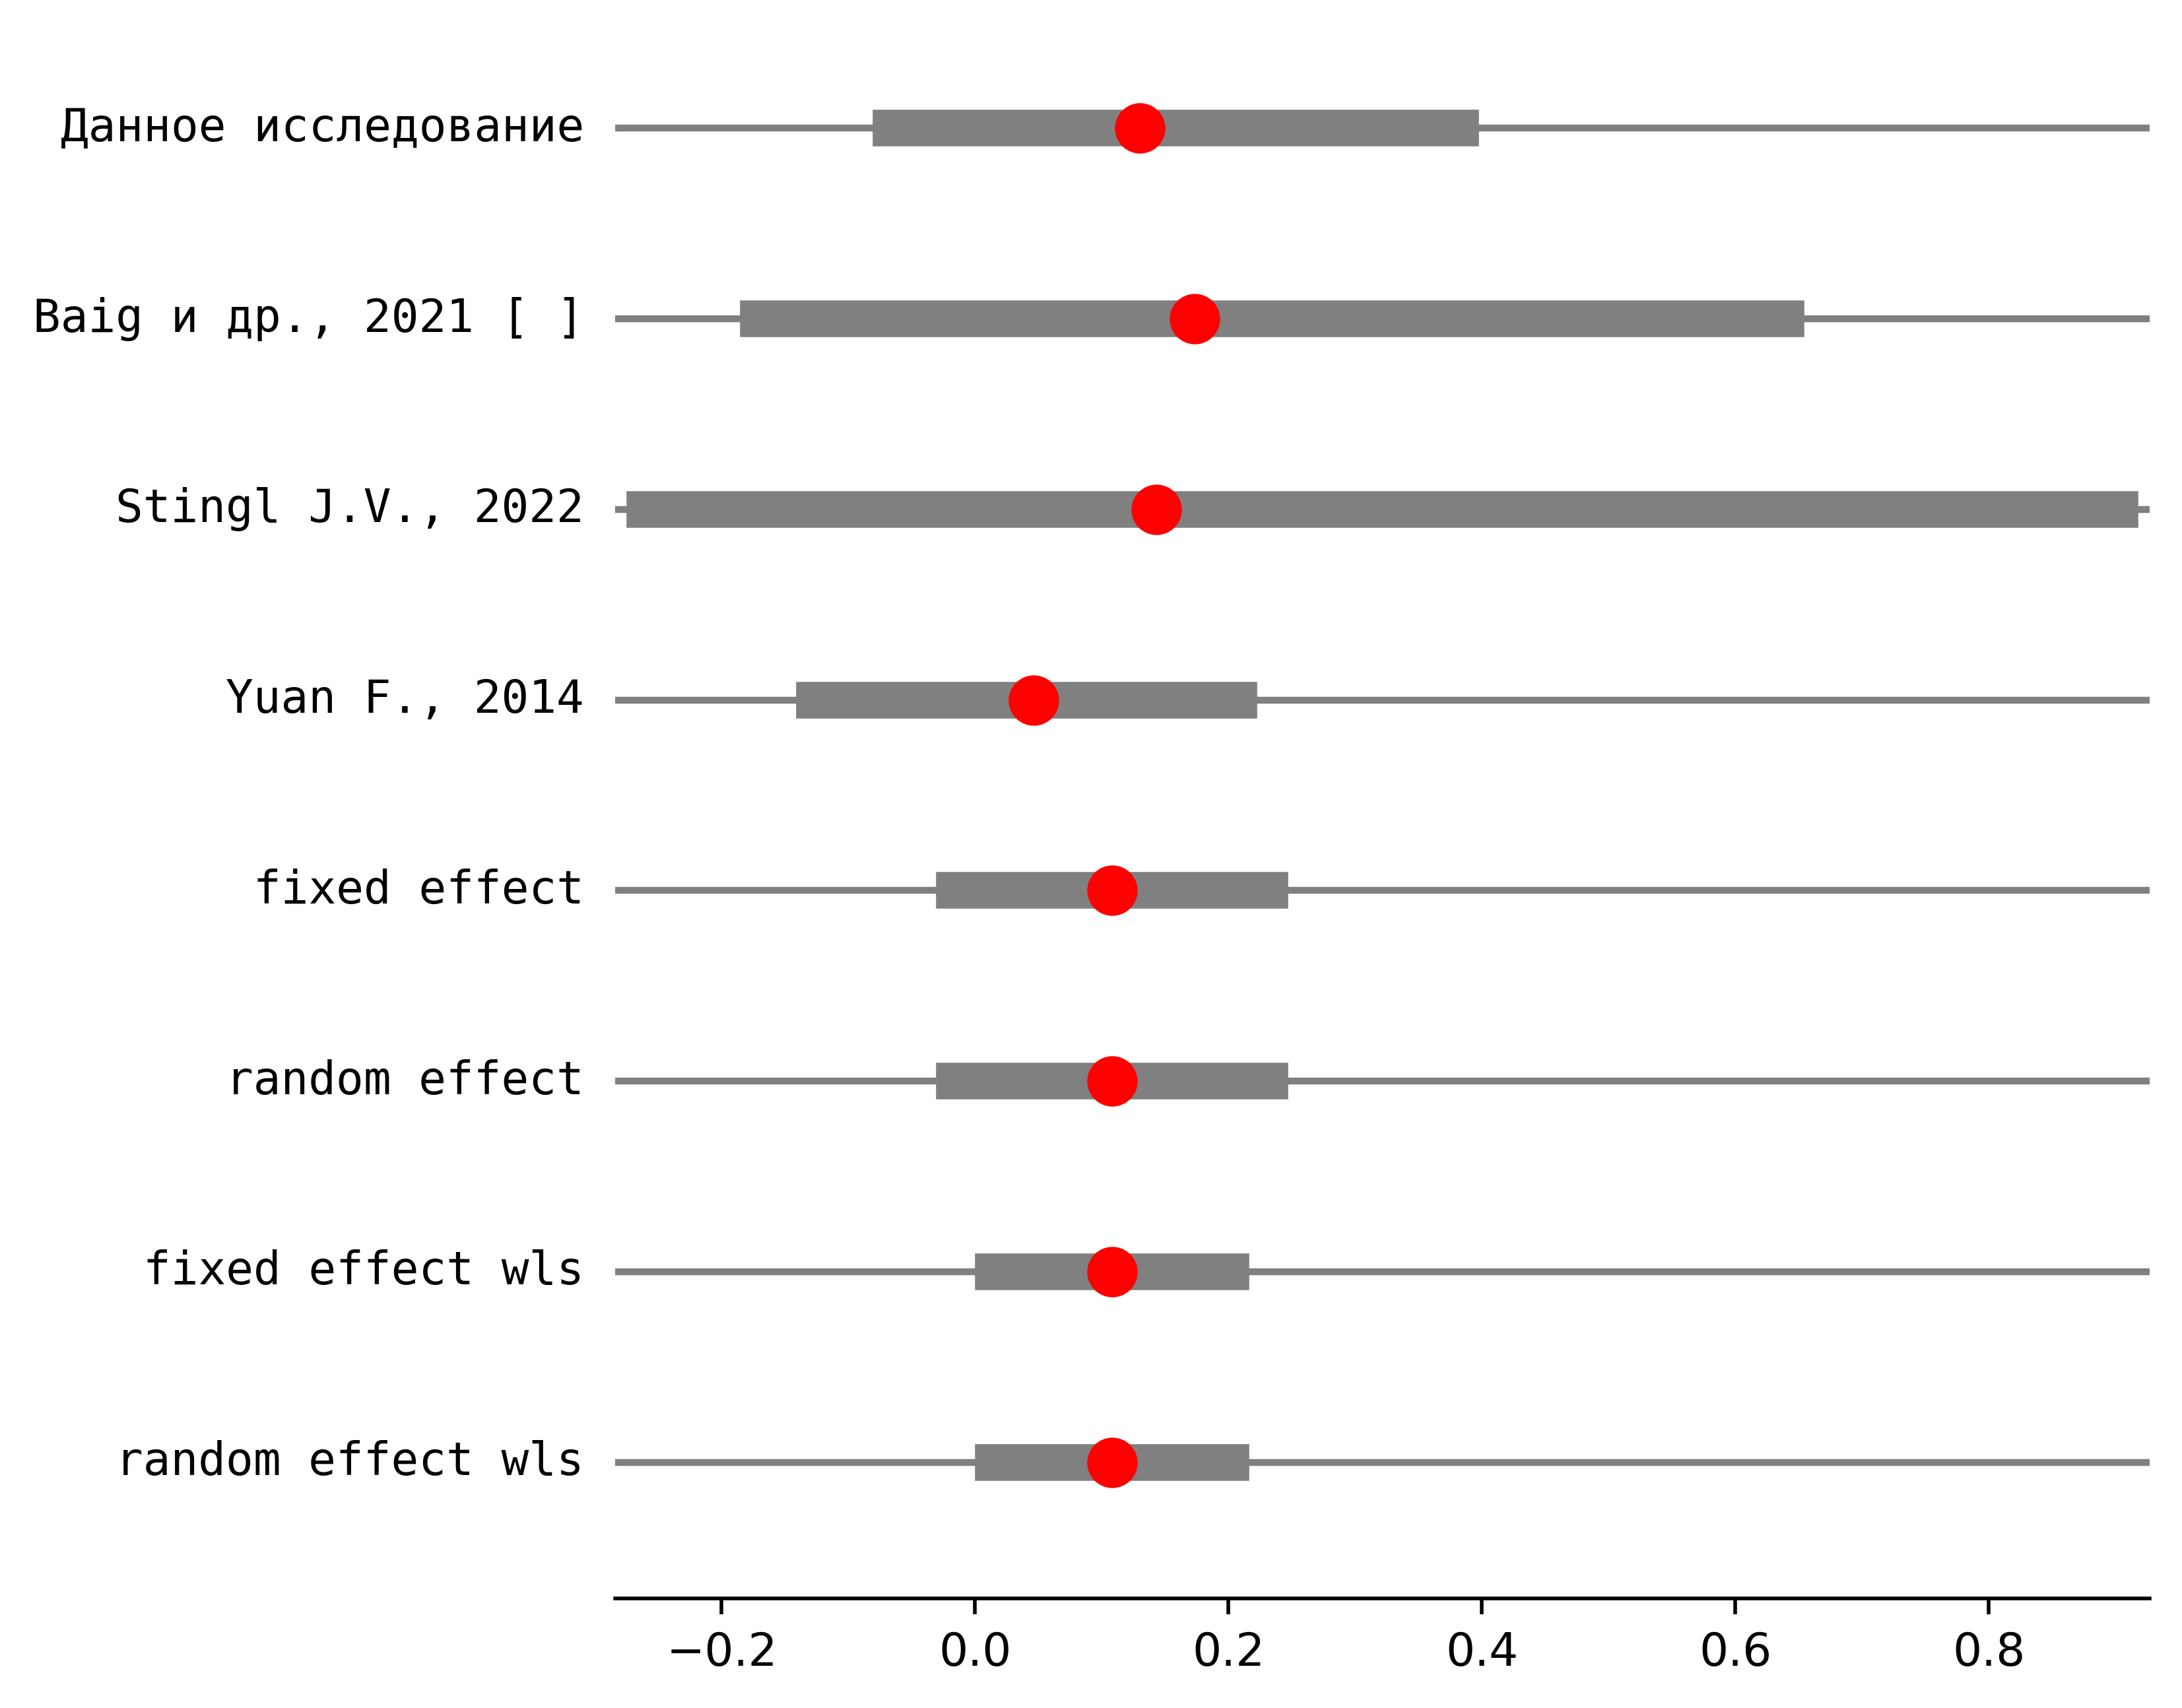 Данное исследование
Baig и др., 2021 [ ]
Stingl J.V., 2022
Yuan F., 2014
fixed effect
random effect
fixed effect wls
random effect wls
−0.2 0.0 0.2 0.4 0.6 0.8